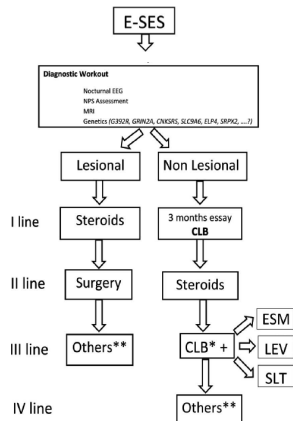 E-SES
Diagnostic Workout
Nocturnal EEG
NPS Assessment
MRI
Genetics (G392R, GRIN2A, CNKSRS, SLC9A6, ELP4, SRPX2, ....?)
Lesional
Non Lesional
I line
Steroids
3 months essay
CLB
II line
Surgery
Steroids
III line
Others**
CLB* +
ESM
LEV
SLT
IV line
Others**